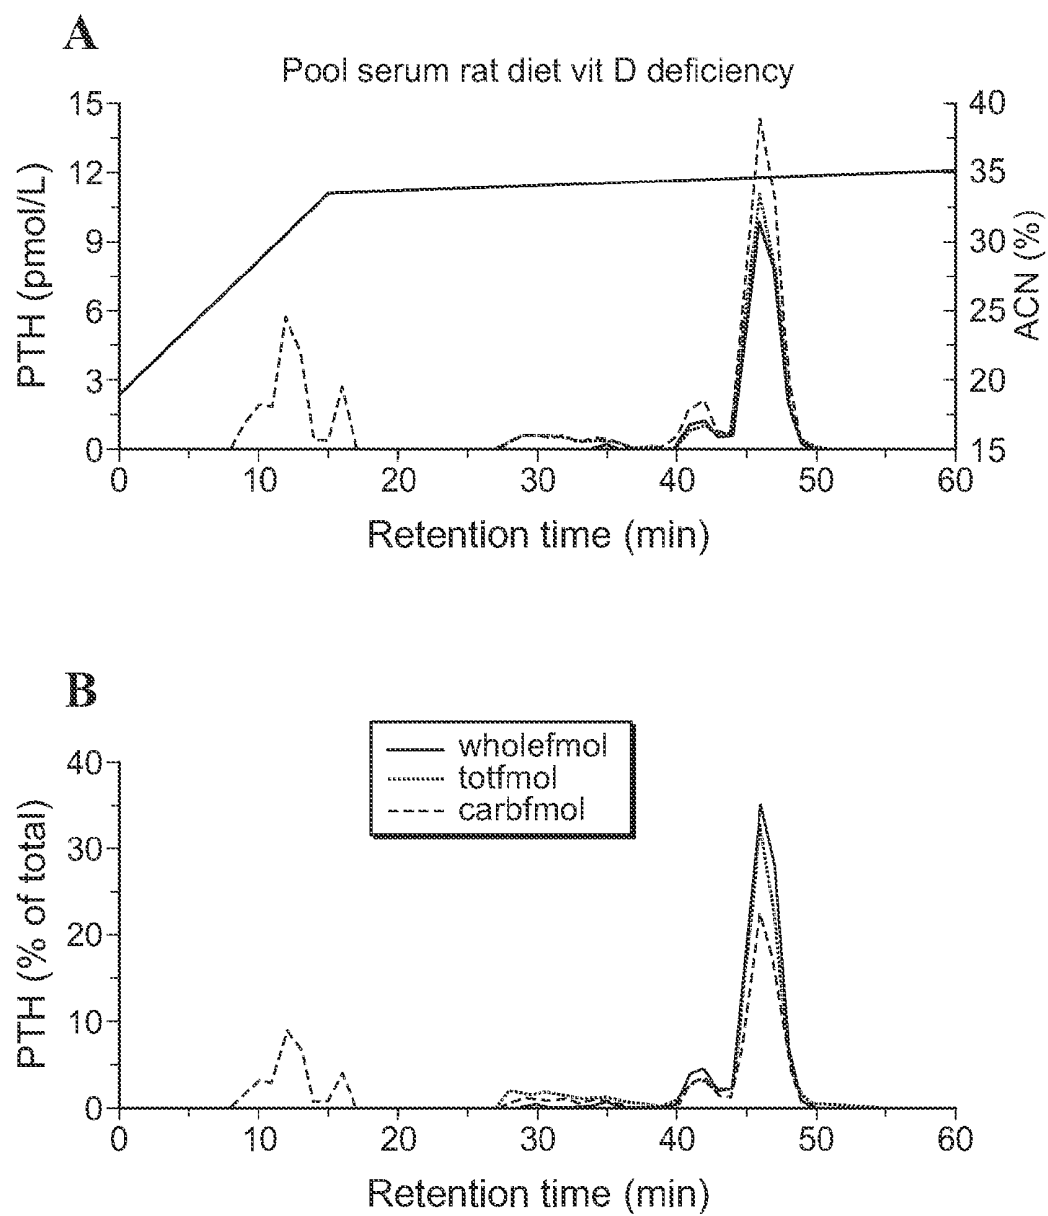 A
Pool serum rat diet vit D deficiency
PTH (pmol/L)
15
12
9
6
3
0
40
35
30
25
20
15
ACN (%)
0 10 20 30 40 50 60
Retention time (min)
B
wholefmol
totfmol
carbfmol
PTH (% of total)
40
30
20
10
0
0 10 20 30 40 50 60
Retention time (min)